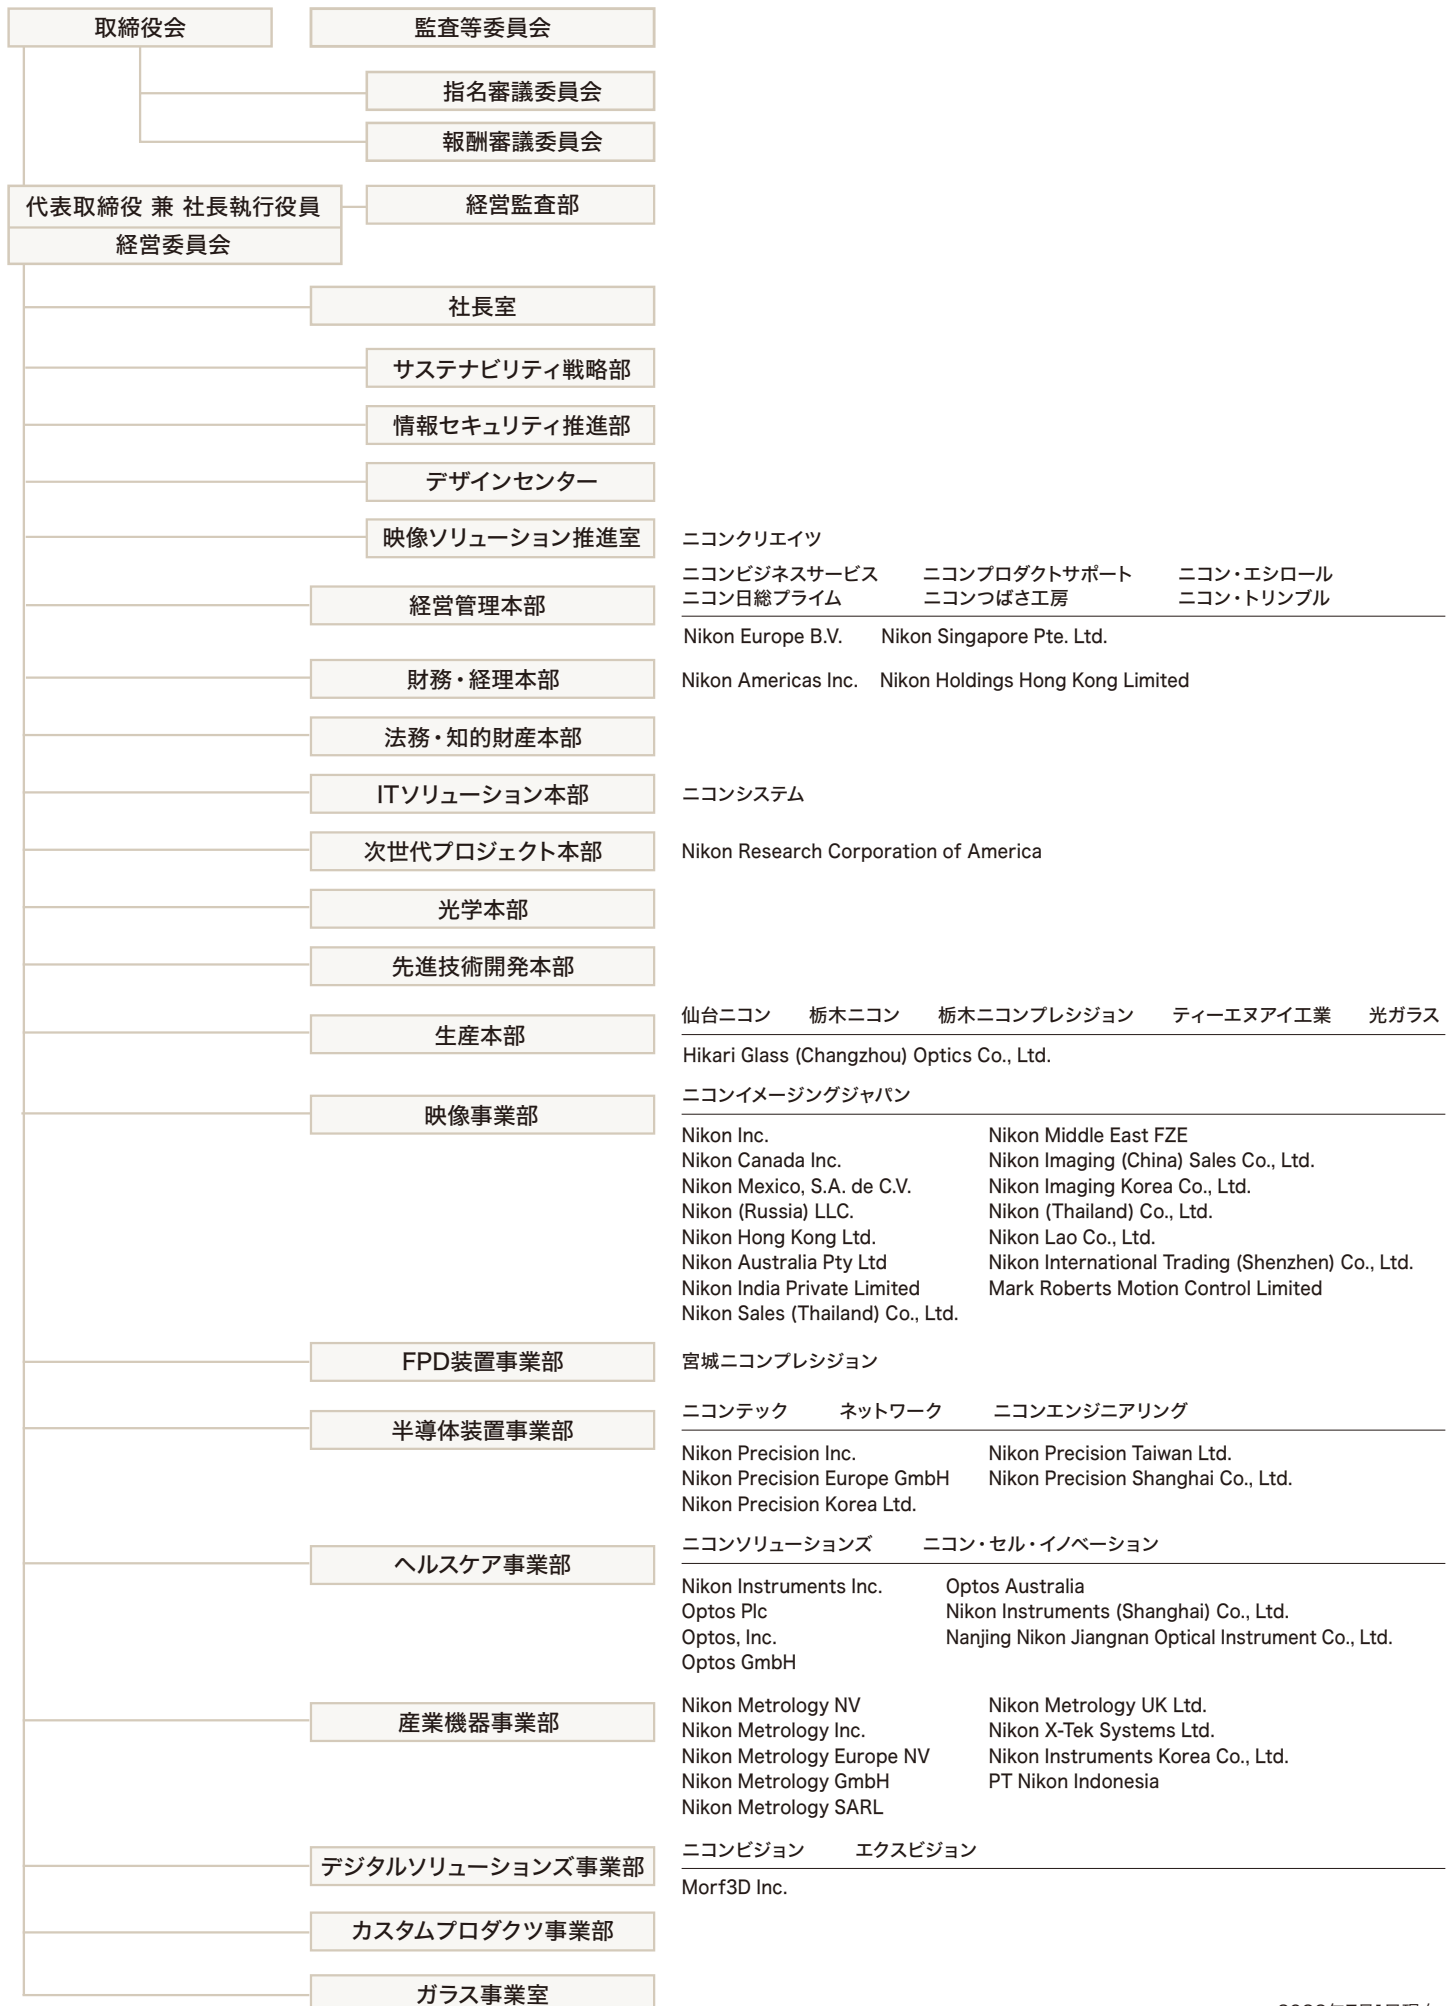 取締役会
監査等委員会
指名審議委員会
報酬審議委員会
代表取締役 兼 社長執行役員
経営監査部
経営委員会
社長室
サステナビリティ戦略部
情報セキュリティ推進部
デザインセンター
映像ソリューション推進室 ニコンクリエイツ
ニコンビジネスサービス ニコンプロダクトサポート ニコン・エシロール
経営管理本部
ニコン日総プライム ニコンつばさ工房 ニコン・トリンブル
Nikon Europe B.V. Nikon Singapore Pte. Ltd.
財務・経理本部 Nikon Americas Inc. Nikon Holdings Hong Kong Limited
法務・知的財産本部
ITソリューション本部 ニコンシステム
次世代プロジェクト本部 Nikon Research Corporation of America
光学本部
先進技術開発本部
生産本部
仙台ニコン 栃木ニコン 栃木ニコンプレシジョン ティーエヌアイ工業 光ガラス
Hikari Glass (Changzhou) Optics Co., Ltd.
映像事業部
ニコンイメージングジャパン
Nikon Inc. Nikon Middle East FZE
Nikon Canada Inc. Nikon Imaging (China) Sales Co., Ltd.
Nikon Mexico, S.A. de C.V. Nikon Imaging Korea Co., Ltd.
Nikon (Russia) LLC. Nikon (Thailand) Co., Ltd.
Nikon Hong Kong Ltd. Nikon Lao Co., Ltd.
Nikon Australia Pty Ltd Nikon International Trading (Shenzhen) Co., Ltd.
Nikon India Private Limited Mark Roberts Motion Control Limited
Nikon Sales (Thailand) Co., Ltd.
FPD装置事業部 宮城ニコンプレシジョン
半導体装置事業部
ニコンテック ネットワーク ニコンエンジニアリング
Nikon Precision Inc. Nikon Precision Taiwan Ltd.
Nikon Precision Europe GmbH Nikon Precision Shanghai Co., Ltd.
Nikon Precision Korea Ltd.
ヘルスケア事業部
ニコンソリューションズ ニコン・セル・イノベーション
Nikon Instruments Inc. Optos Australia
Optos Plc Nikon Instruments (Shanghai) Co., Ltd.
Optos, Inc. Nanjing Nikon Jiangnan Optical Instrument Co., Ltd.
Optos GmbH
産業機器事業部
Nikon Metrology NV Nikon Metrology UK Ltd.
Nikon Metrology Inc. Nikon X-Tek Systems Ltd.
Nikon Metrology Europe NV Nikon Instruments Korea Co., Ltd.
Nikon Metrology GmbH PT Nikon Indonesia
Nikon Metrology SARL
デジタルソリューションズ事業部
ニコンビジョン エクスビジョン
Morf3D Inc.
カスタムプロダクツ事業部
ガラス事業室